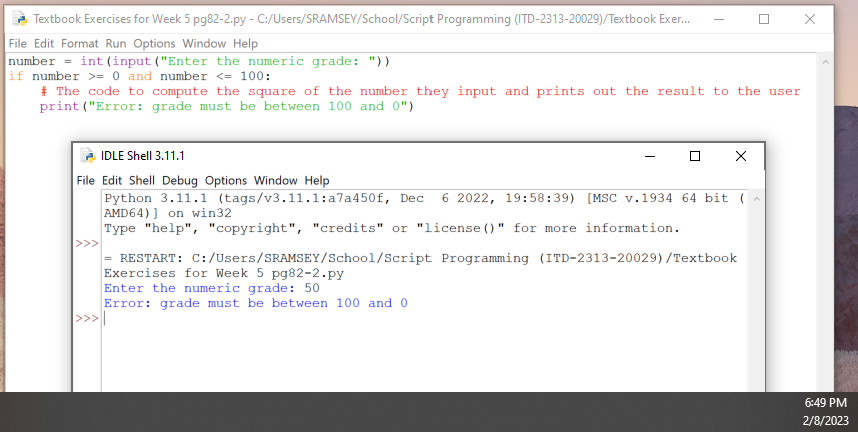 Textbook Exercises for Week 5 pg82-2.py - C:/Users/SRAMSEY/School/Script Programming (ITD-2313-20029)/Textbook Exer...
File Edit Format Run Options Window Help
number = int(input("Enter the numeric grade: "))
if number >= 0 and number <= 100:
    # The code to compute the square of the number they input and prints out the result to the user
    print("Error: grade must be between 100 and 0")
IDLE Shell 3.11.1
File Edit Shell Debug Options Window Help
Python 3.11.1 (tags/v3.11.1:a7a450f, Dec  6 2022, 19:58:39) [MSC v.1934 64 bit (
AMD64)] on win32
Type "help", "copyright", "credits" or "license()" for more information.
>>>
= RESTART: C:/Users/SRAMSEY/School/Script Programming (ITD-2313-20029)/Textbook
Exercises for Week 5 pg82-2.py
Enter the numeric grade: 50
Error: grade must be between 100 and 0
>>>
6:49 PM
2/8/2023